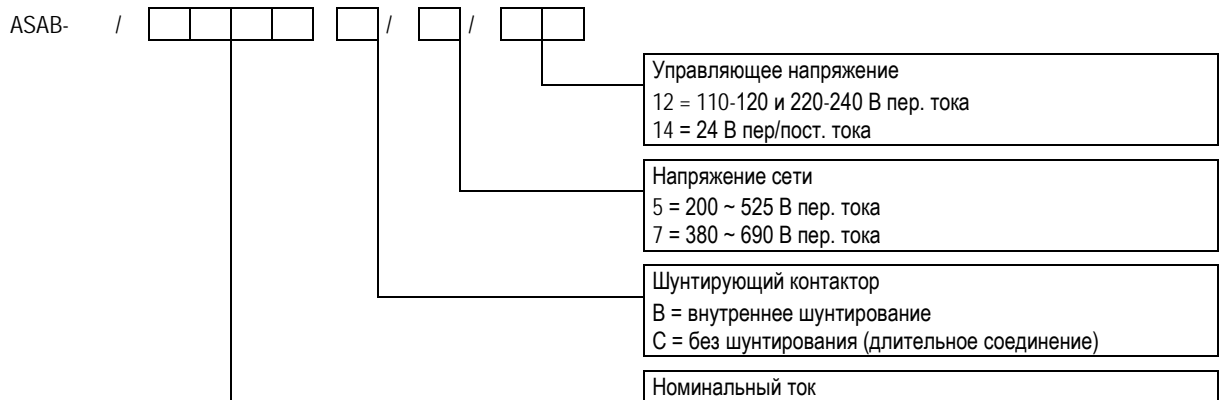 ASAB- / / /
Управляющее напряжение
12 = 110-120 и 220-240 В пер. тока
14 = 24 В пер/пост. тока
Напряжение сети
5 = 200 ~ 525 В пер. тока
7 = 380 ~ 690 В пер. тока
Шунтирующий контактор
B = внутреннее шунтирование
C = без шунтирования (длительное соединение)
Номинальный ток